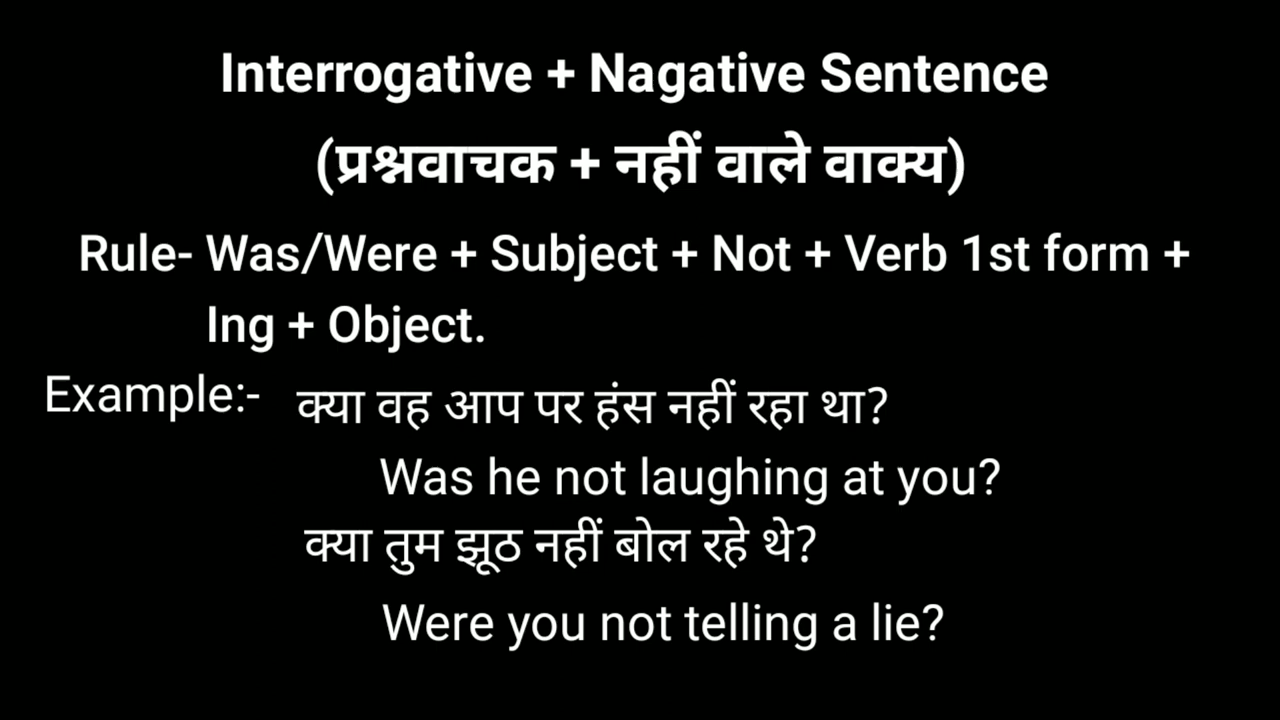 Interrogative + Nagative Sentence
(प्रश्नवाचक + नहीं वाले वाक्य)
Rule- Was/Were + Subject + Not + Verb 1st form +
Ing + Object.
Example:- क्या वह आप पर हंस नहीं रहा था?
Was he not laughing at you?
क्या तुम झूठ नहीं बोल रहे थे?
Were you not telling a lie?